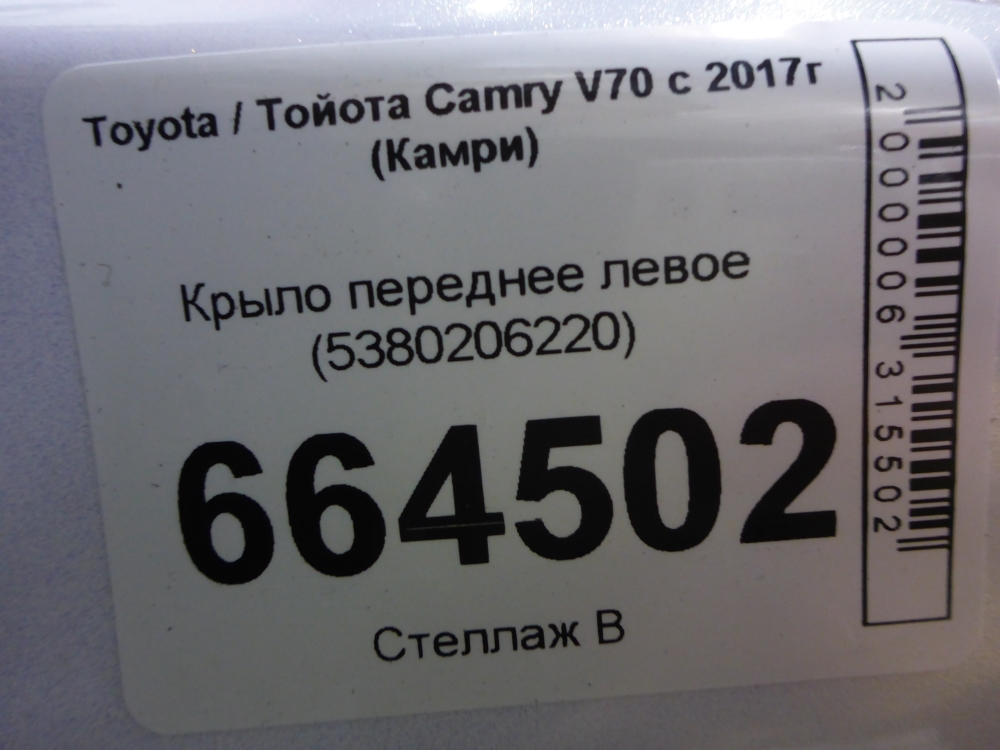 Toyota / Тойота Camry V70 с 2017г
(Камри)
Крыло переднее левое
(5380206220)
664502
Стеллаж В
2000006315502